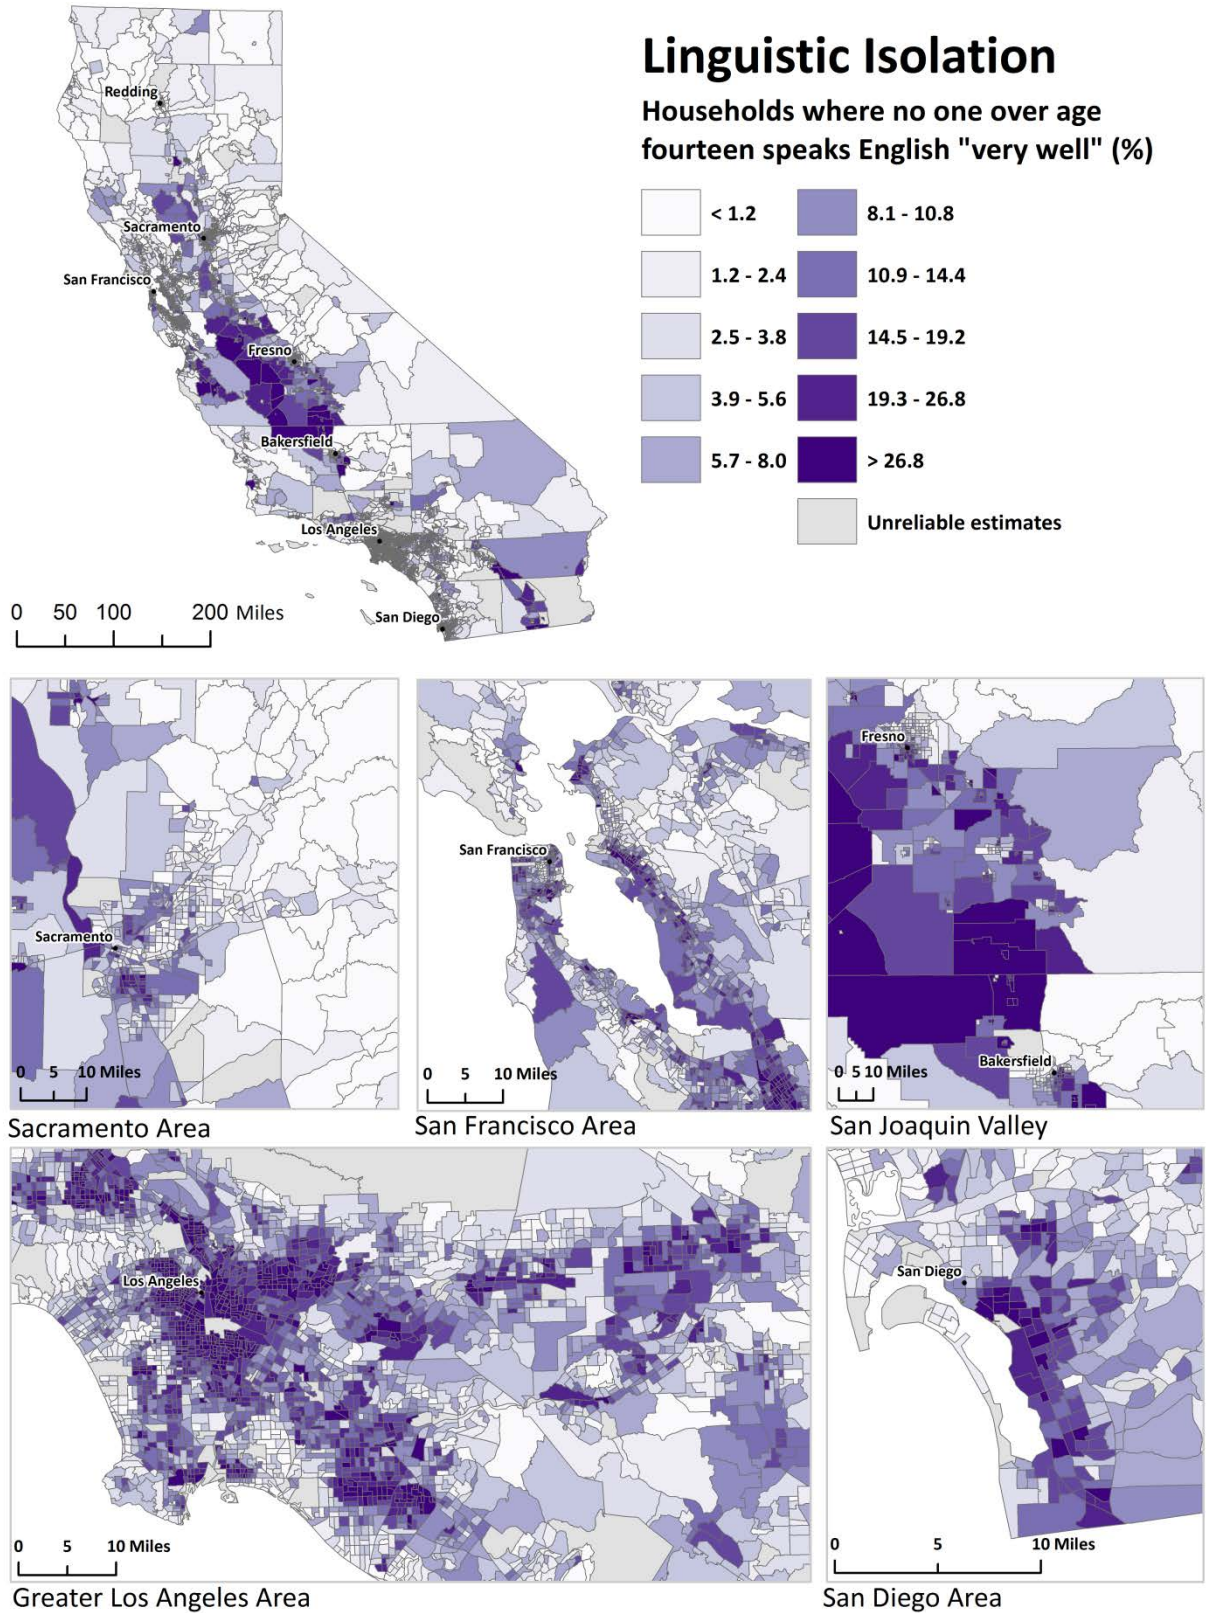 Linguistic Isolation
Households where no one over age
fourteen speaks English "very well" (%)
< 1.2
8.1 - 10.8
1.2 - 2.4
10.9 - 14.4
2.5 - 3.8
14.5 - 19.2
3.9 - 5.6
19.3 - 26.8
5.7 - 8.0
> 26.8
Unreliable estimates
Redding
Sacramento
San Francisco
Fresno
Bakersfield
Los Angeles
San Diego
0 50 100 200 Miles
Sacramento
0 5 10 Miles
Sacramento Area
San Francisco
0 5 10 Miles
San Francisco Area
Fresno
Bakersfield
0 5 10 Miles
San Joaquin Valley
Los Angeles
0 5 10 Miles
Greater Los Angeles Area
San Diego
0 5 10 Miles
San Diego Area